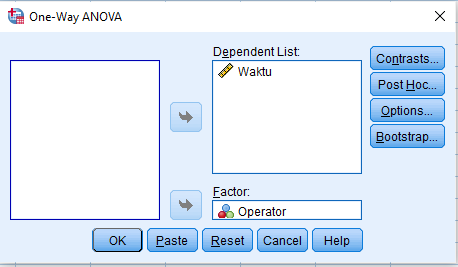 One-Way ANOVA
Dependent List:
Waktu
Contrasts...
Post Hoc...
Options...
Bootstrap...
Factor:
Operator
OK
Paste
Reset
Cancel
Help